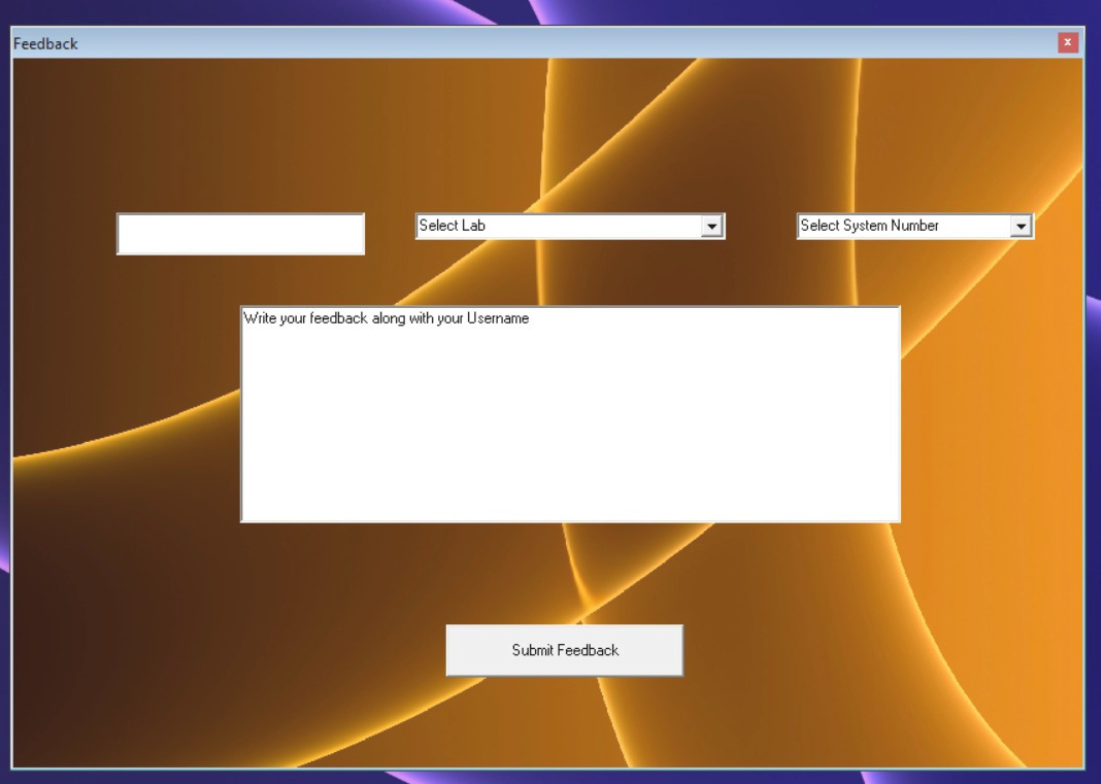 Feedback
x
Select Lab
Select System Number
Write your feedback along with your Username
Submit Feedback